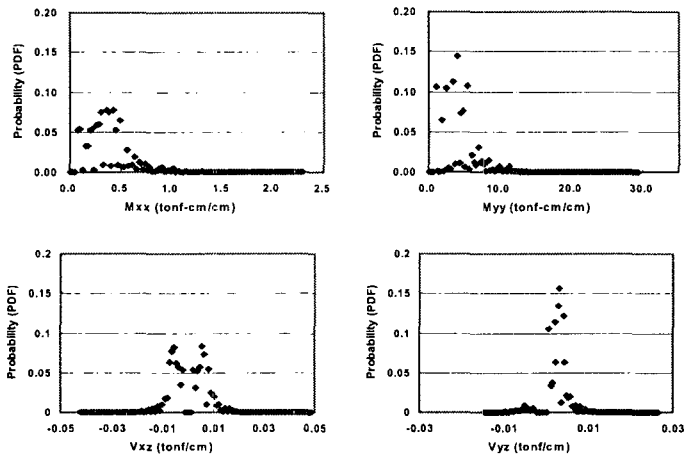 0.20
0.15
0.10
0.05
0.00
Probability (PDF)
0.0 0.5 1.0 1.5 2.0 2.5
Mxx (tonf-cm/cm)
0.20
0.15
0.10
0.05
0.00
Probability (PDF)
0.0 10.0 20.0 30.0
Myy (tonf-cm/cm)
0.2
0.15
0.1
0.05
0
Probability (PDF)
-0.05 -0.03 -0.01 0.01 0.03 0.05
Vxz (tonf/cm)
0.2
0.15
0.1
0.05
0
Probability (PDF)
-0.03 -0.01 0.01 0.03
Vyz (tonf/cm)